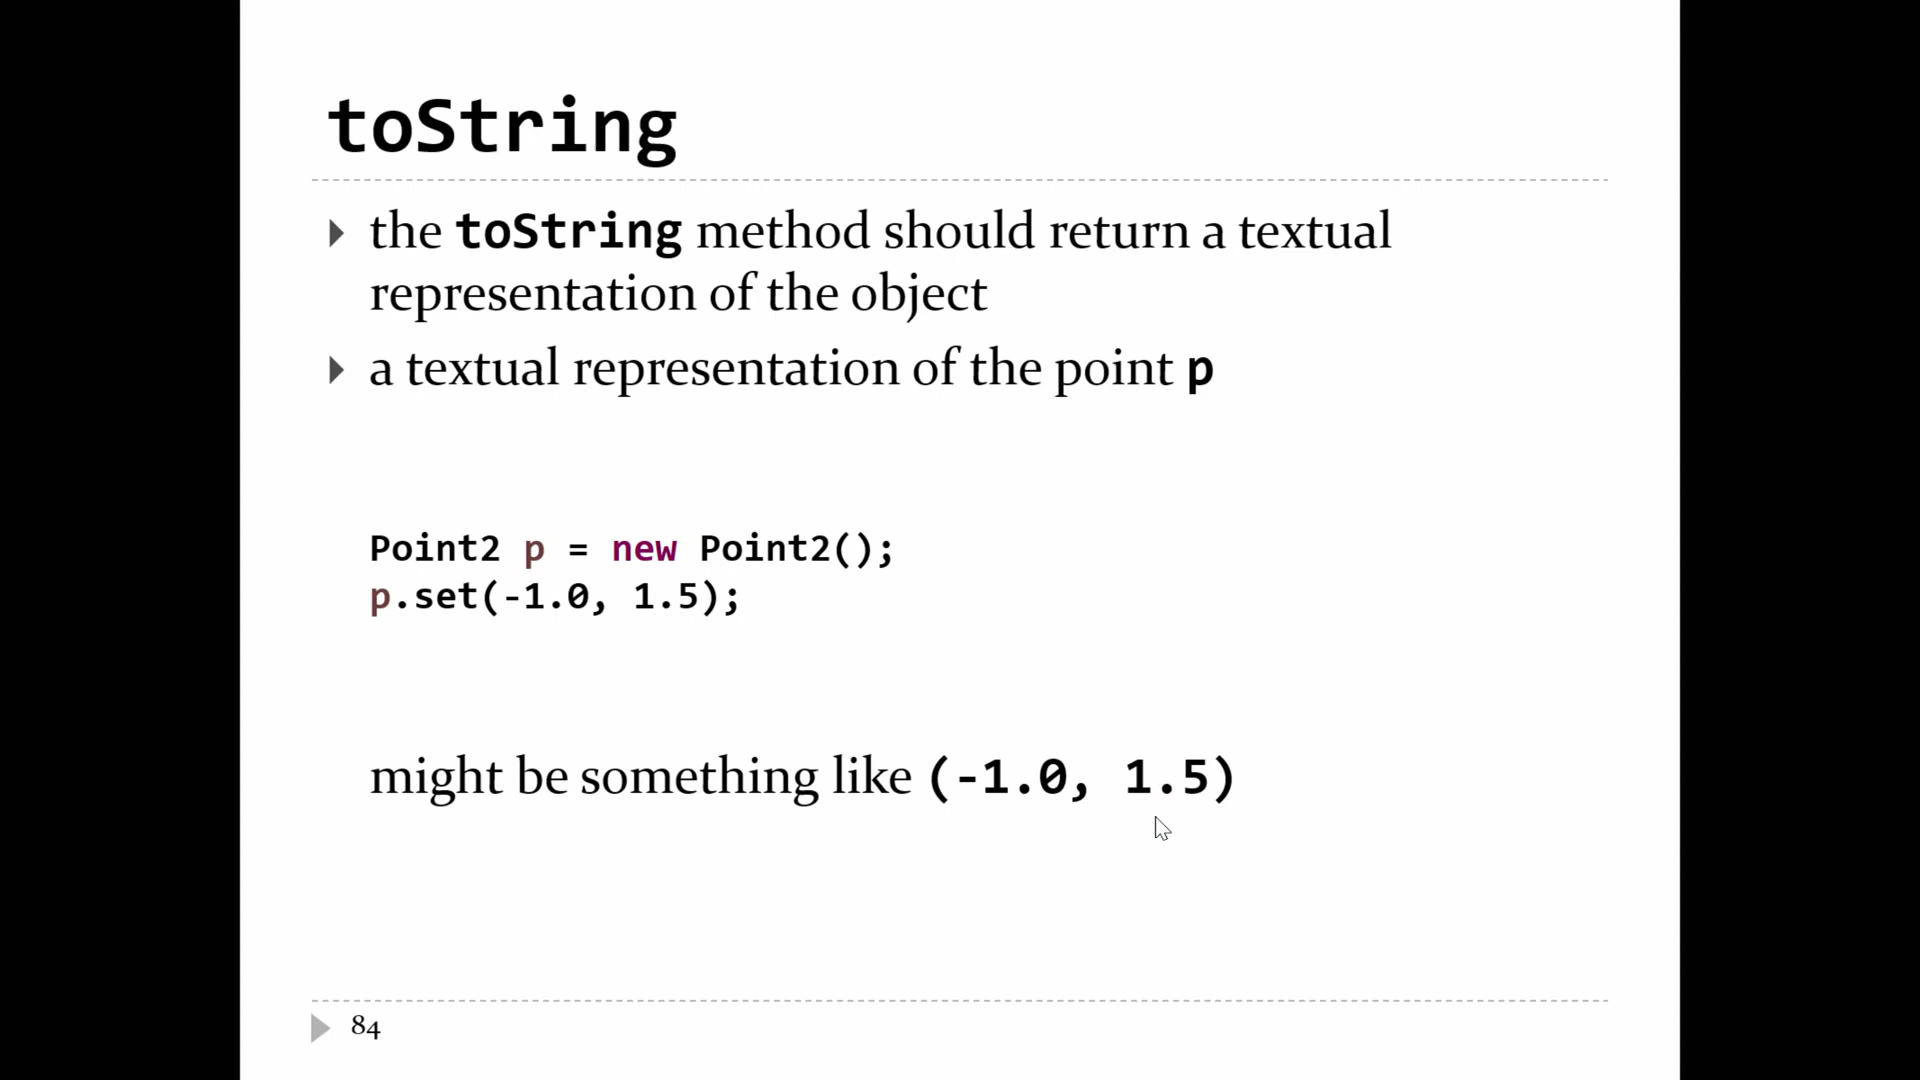 toString
the toString method should return a textual
representation of the object
a textual representation of the point p
Point2 p = new Point2();
p.set(-1.0, 1.5);
might be something like (-1.0, 1.5)
84